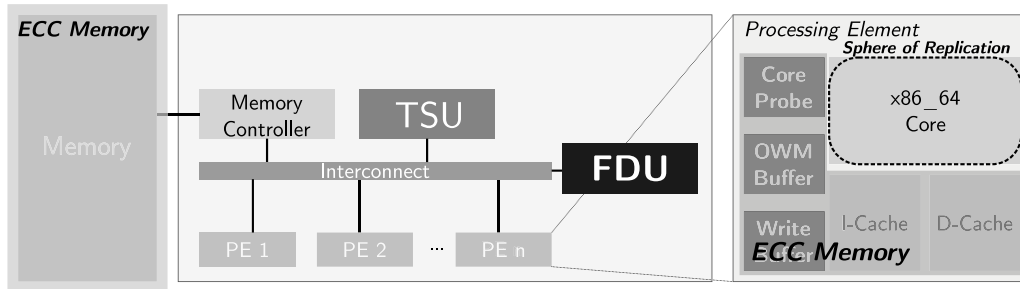 ECC Memory
Memory
Memory
Controller
TSU
Interconnect
FDU
PE 1
PE 2
...
PE n
Processing Element
Sphere of Replication
Core
Probe
x86_64
Core
OWM
Buffer
Write
Buffer
I-Cache
D-Cache
ECC Memory